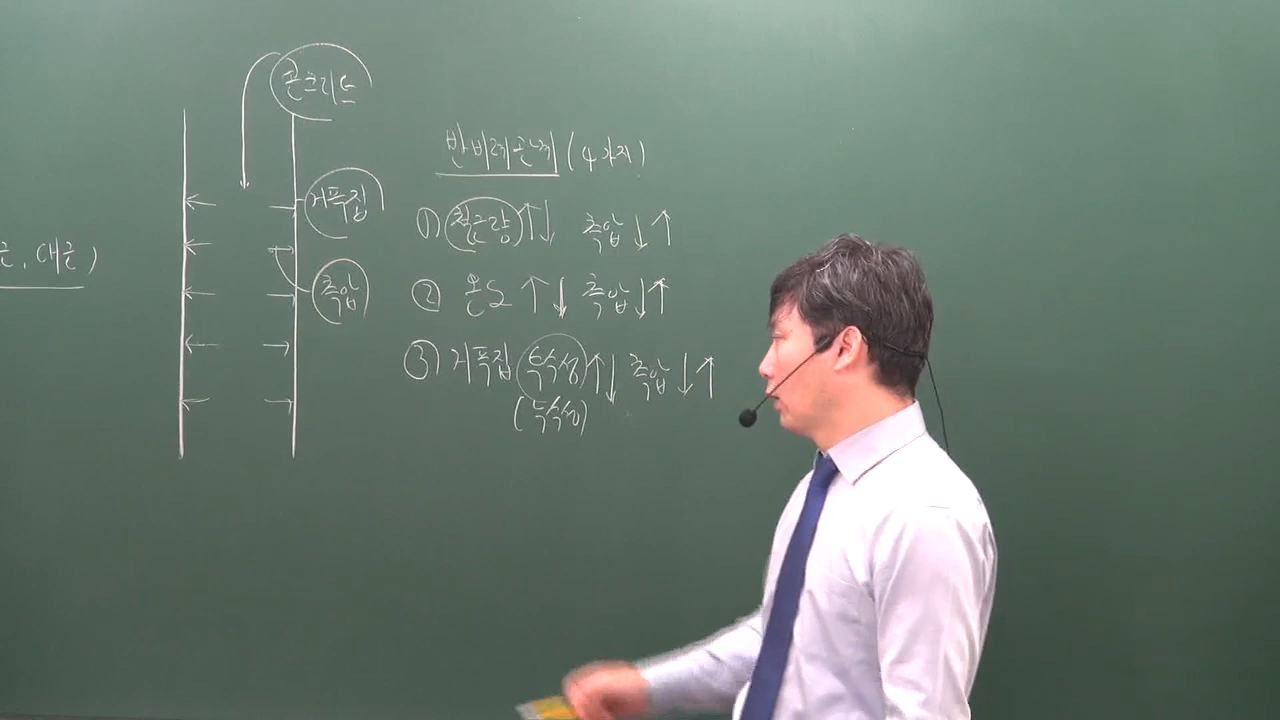 콘크리트
거푸집
측압
근, 대근)
반비례관계 (4가지)
① 철근량↑↓ 측압↓↑
② 온도↑↓ 측압↓↑
③ 거푸집 투수성↑↓ 측압↓↑
(누수성)